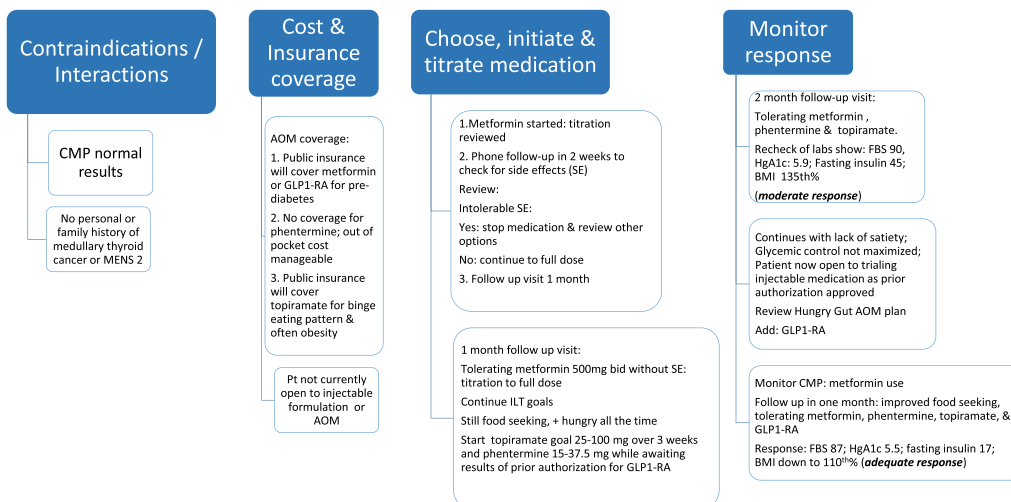 Contraindications /
Interactions
CMP normal
results
No personal or
family history of
medullary thyroid
cancer or MENS 2
Cost &
Insurance
coverage
AOM coverage:
1. Public insurance
will cover metformin
or GLP1-RA for pre-
diabetes
2. No coverage for
phentermine; out of
pocket cost
manageable
3. Public insurance
will cover
topiramate for binge
eating pattern &
often obesity
Pt not currently
open to injectable
formulation or
AOM
Choose, initiate &
titrate medication
1.Metformin started: titration
reviewed
2. Phone follow-up in 2 weeks to
check for side effects (SE)
Review:
Intolerable SE:
Yes: stop medication & review other
options
No: continue to full dose
3. Follow up visit 1 month
1 month follow up visit:
Tolerating metformin 500mg bid without SE:
titration to full dose
Continue ILT goals
Still food seeking, + hungry all the time
Start topiramate goal 25-100 mg over 3 weeks
and phentermine 15-37.5 mg while awaiting
results of prior authorization for GLP1-RA
Monitor
response
2 month follow-up visit:
Tolerating metformin ,
phentermine & topiramate.
Recheck of labs show: FBS 90,
HgA1c: 5.9; Fasting insulin 45;
BMI 135th%
(moderate response)
Continues with lack of satiety;
Glycemic control not maximized;
Patient now open to trialing
injectable medication as prior
authorization approved
Review Hungry Gut AOM plan
Add: GLP1-RA
Monitor CMP: metformin use
Follow up in one month: improved food seeking,
tolerating metformin, phentermine, topiramate, &
GLP1-RA
Response: FBS 87; HgA1c 5.5; fasting insulin 17;
BMI down to 110th% (adequate response)